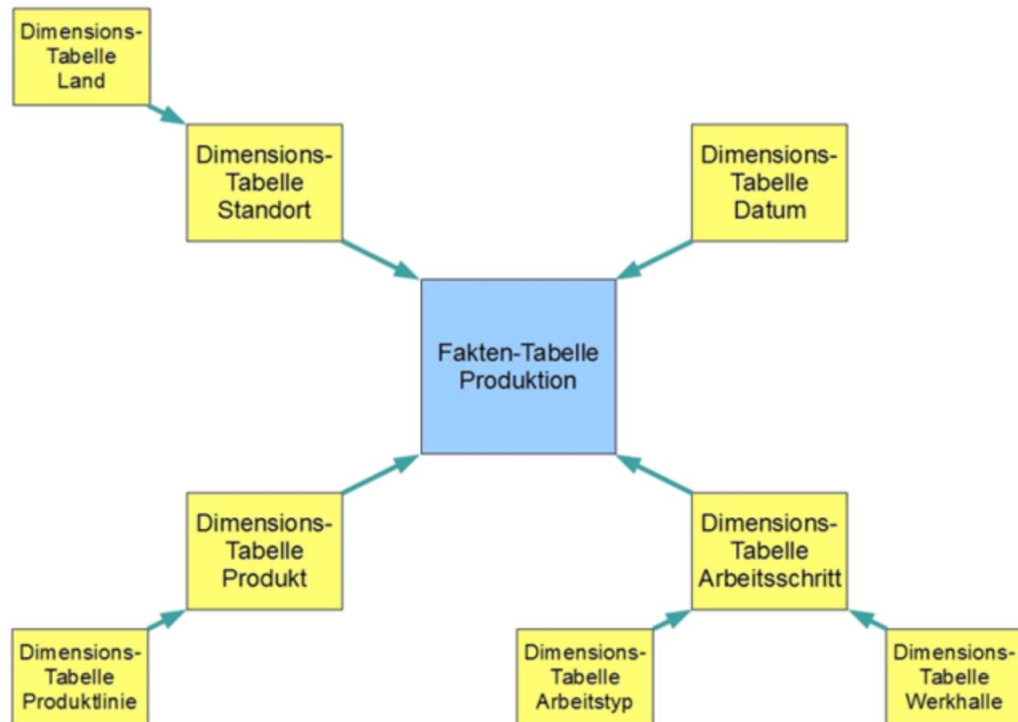 Dimensions-
Tabelle
Land
Dimensions-
Tabelle
Standort
Dimensions-
Tabelle
Datum
Fakten-Tabelle
Produktion
Dimensions-
Tabelle
Produkt
Dimensions-
Tabelle
Arbeitsschritt
Dimensions-
Tabelle
Produktlinie
Dimensions-
Tabelle
Arbeitstyp
Dimensions-
Tabelle
Werkhalle